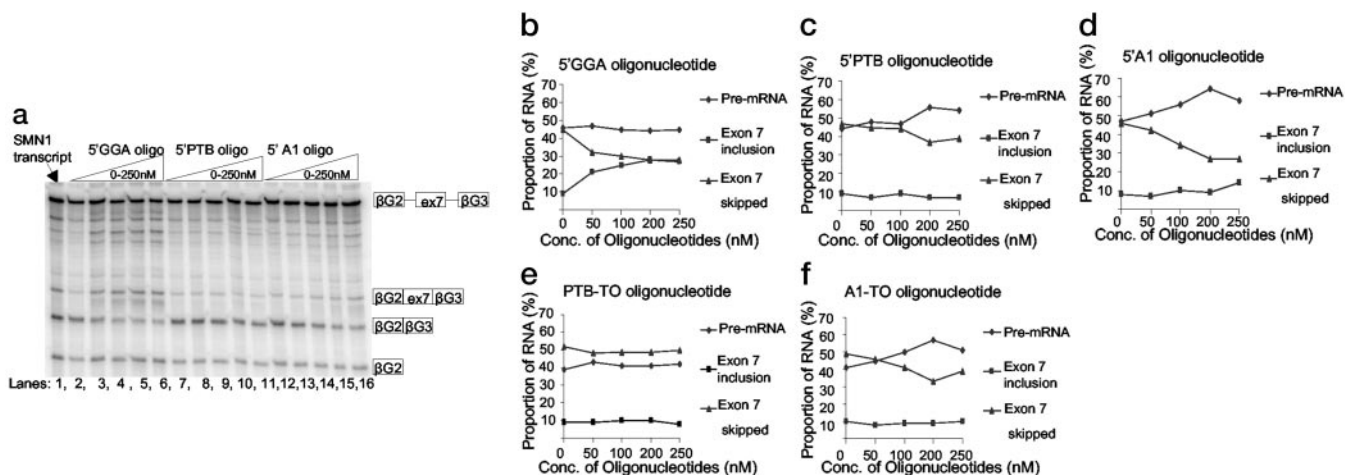 a
SMN1
transcript
5'GGA oligo 5'PTB oligo 5' A1 oligo
0-250nM 0-250nM 0-250nM
βG2 ex7 βG3
βG2 ex7 βG3
βG2 βG3
βG2
Lanes: 1, 2, 3, 4, 5, 6, 7, 8, 9, 10, 11, 12, 13, 14, 15, 16
b
5'GGA oligonucleotide
Proportion of RNA (%)
70
60
50
40
30
20
10
0 50 100 200 250
Conc. of Oligonucleotides (nM)
Pre-mRNA
Exon 7
inclusion
Exon 7
skipped
c
5'PTB oligonucleotide
Proportion of RNA (%)
70
60
50
40
30
20
10
0 50 100 200 250
Conc. of Oligonucleotides (nM)
Pre-mRNA
Exon 7
inclusion
Exon 7
skipped
d
5'A1 oligonucleotide
Proportion of RNA (%)
70
60
50
40
30
20
10
0 50 100 200 250
Conc. of Oligonucleotides (nM)
Pre-mRNA
Exon 7
inclusion
Exon 7
skipped
e
PTB-TO oligonucleotide
Proportion of RNA (%)
70
60
50
40
30
20
10
0 50 100 200 250
Conc. of Oligonucleotides (nM)
Pre-mRNA
Exon 7
inclusion
Exon 7
skipped
f
A1-TO oligonucleotide
Proportion of RNA (%)
70
60
50
40
30
20
10
0 50 100 200 250
Conc. of Oligonucleotides (nM)
Pre-mRNA
Exon 7
inclusion
Exon 7
skipped